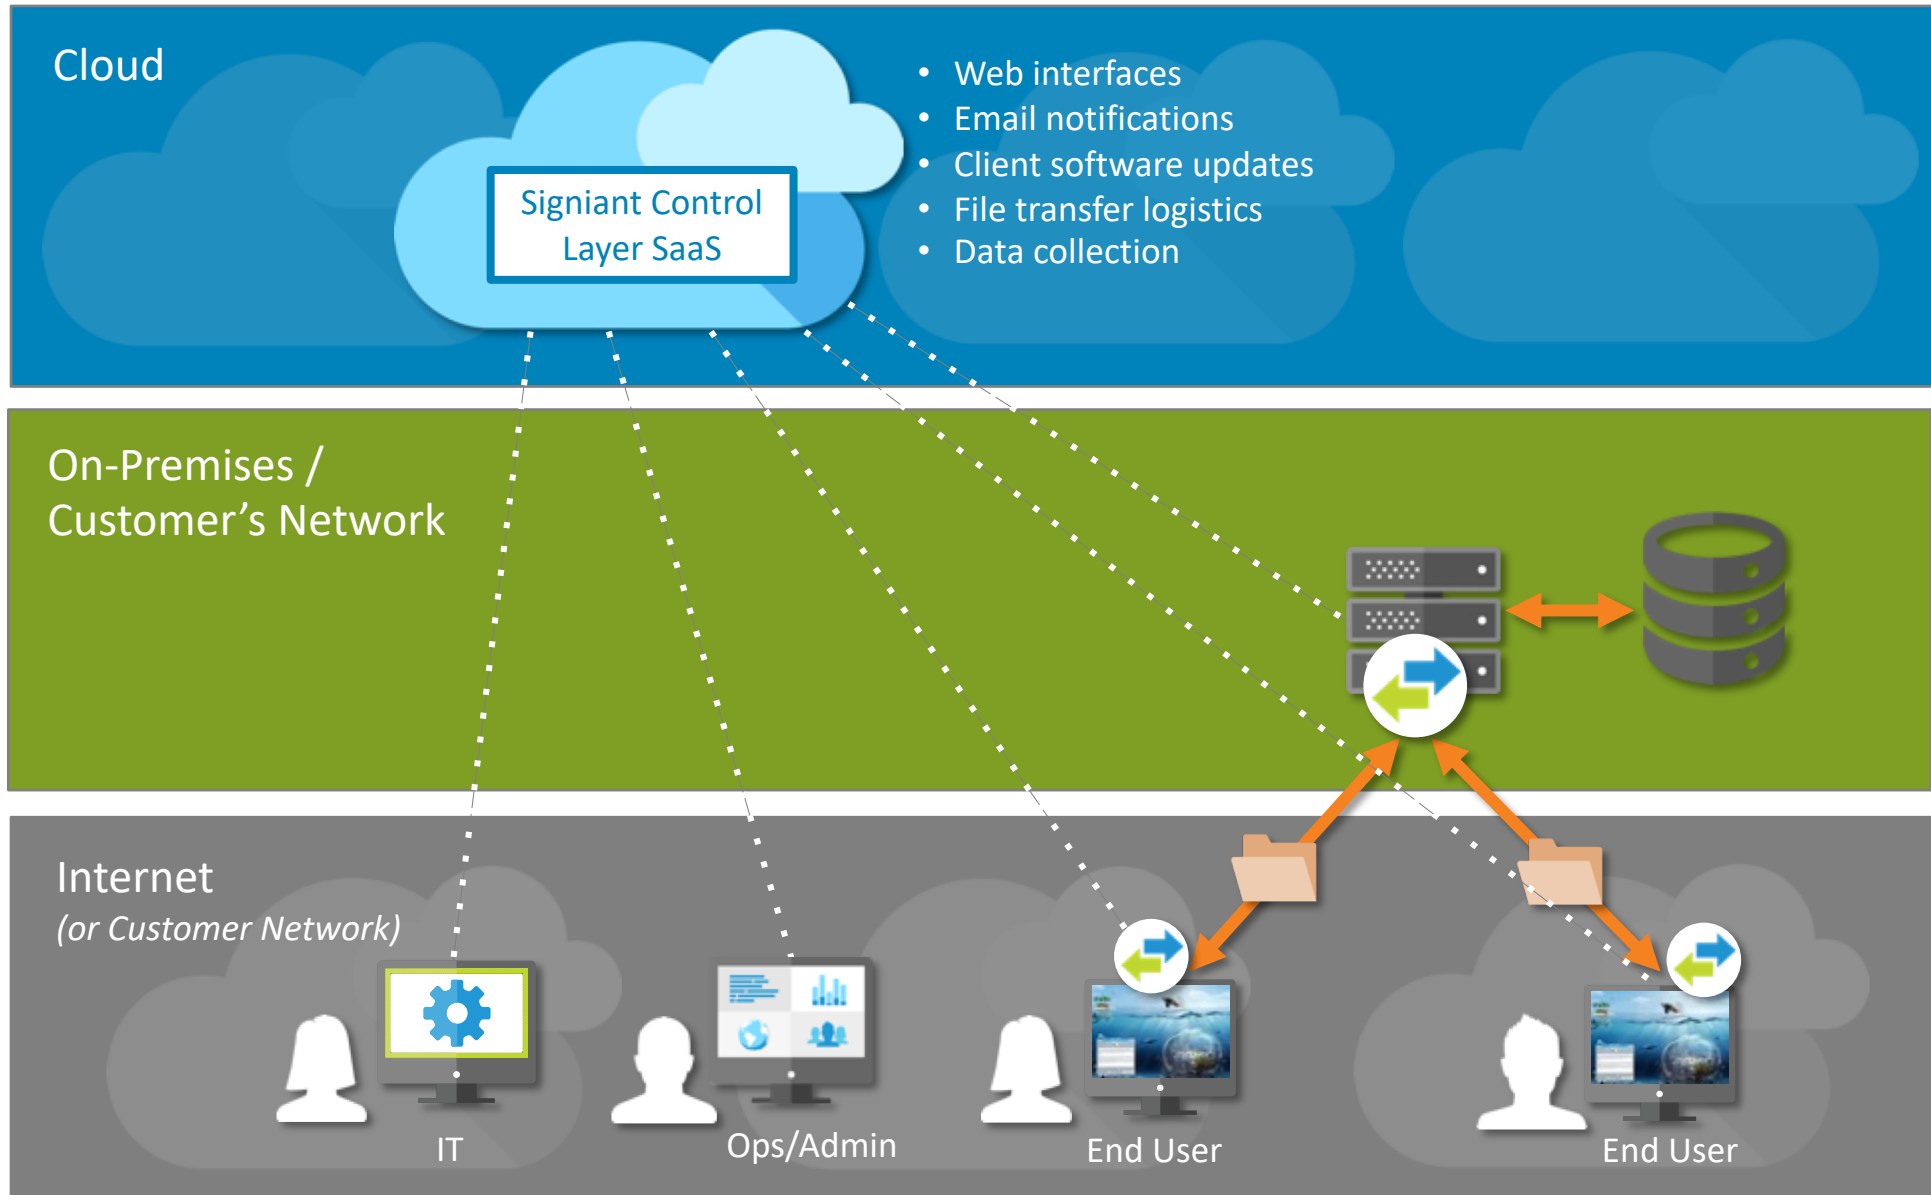 Cloud
Signiant Control
Layer SaaS
• Web interfaces
• Email notifications
• Client software updates
• File transfer logistics
• Data collection
On-Premises /
Customer’s Network
Internet
(or Customer Network)
IT
Ops/Admin
End User
End User